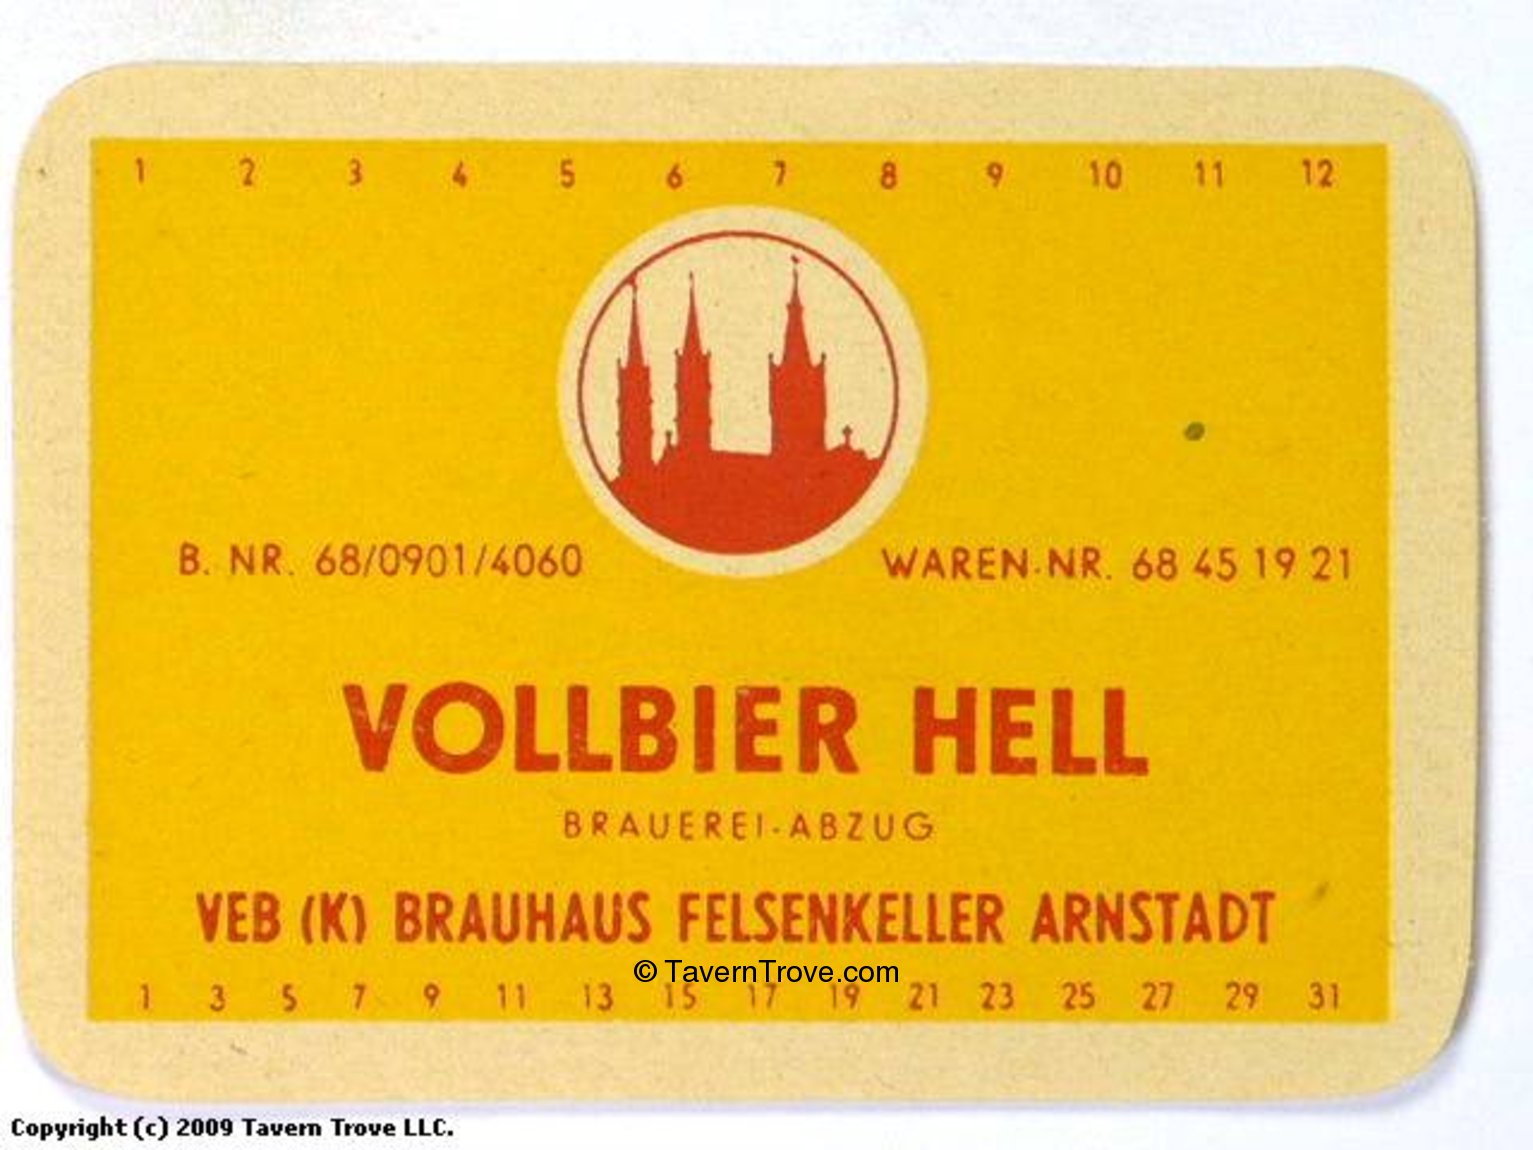 1 2 3 4 5 6 7 8 9 10 11 12
B. NR. 68/0901/4060
WAREN-NR. 68 45 19 21
VOLLBIER HELL
BRAUEREI-ABZUG
VEB (K) BRAUHAUS FELSENKELLER ARNSTADT
© TavernTrove.com
1 3 5 7 9 11 13 15 17 19 21 23 25 27 29 31
Copyright (c) 2009 Tavern Trove LLC.